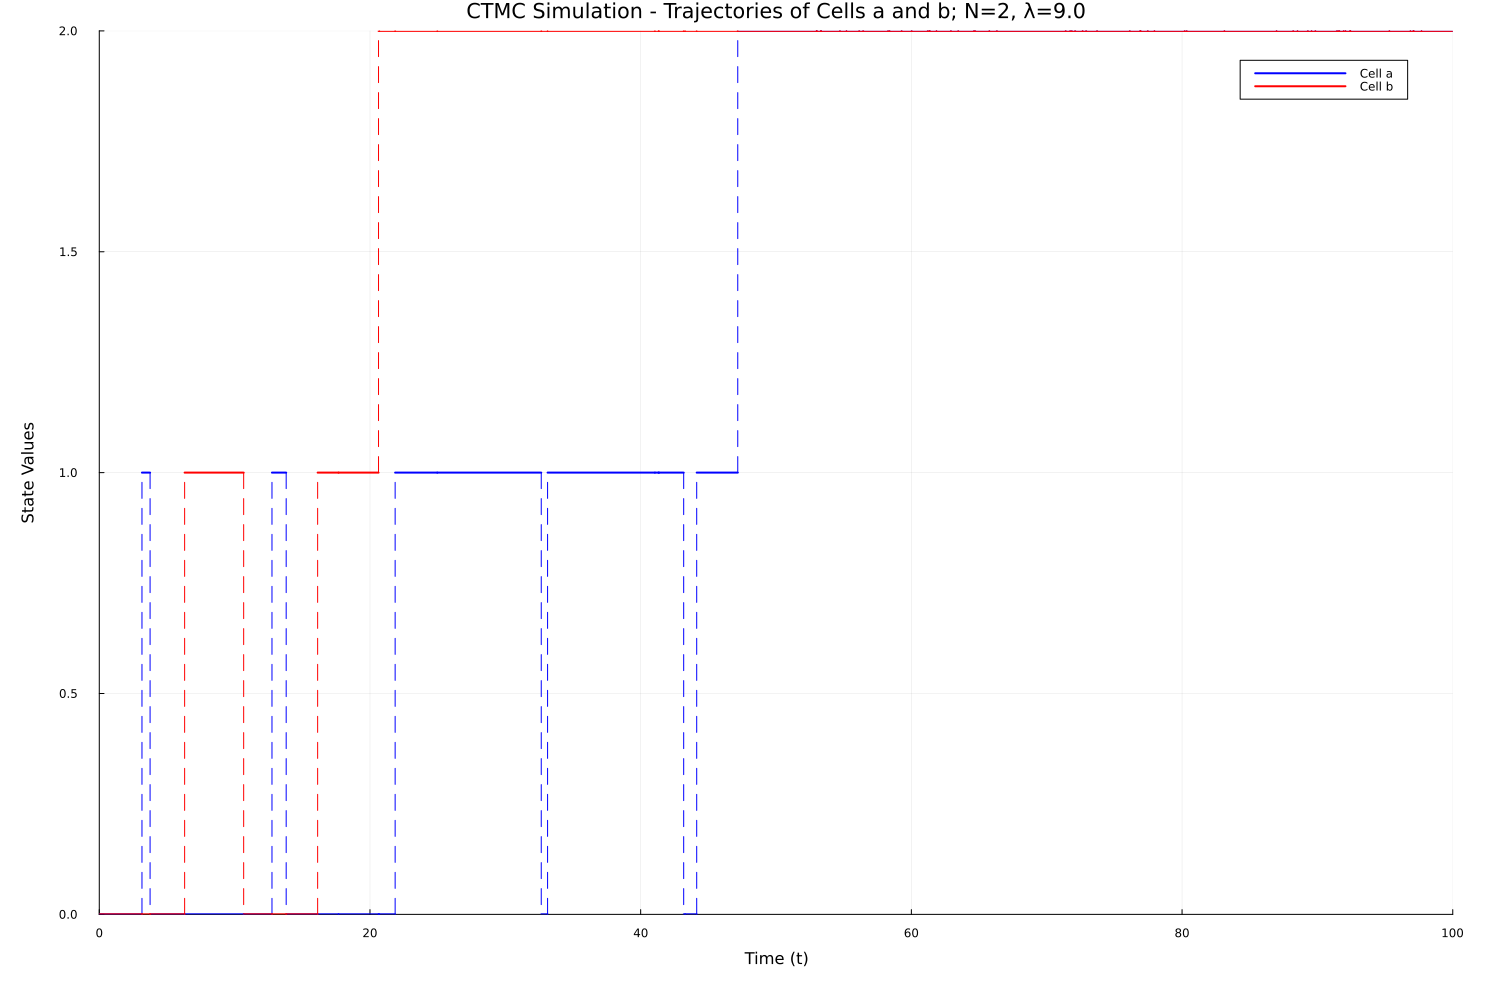 CTMC Simulation - Trajectories of Cells a and b; N=2, λ=9.0
2.0
Cell a
Cell b
1.5
State Values
1.0
0.5
0.0
0 20 40 60 80 100
Time (t)